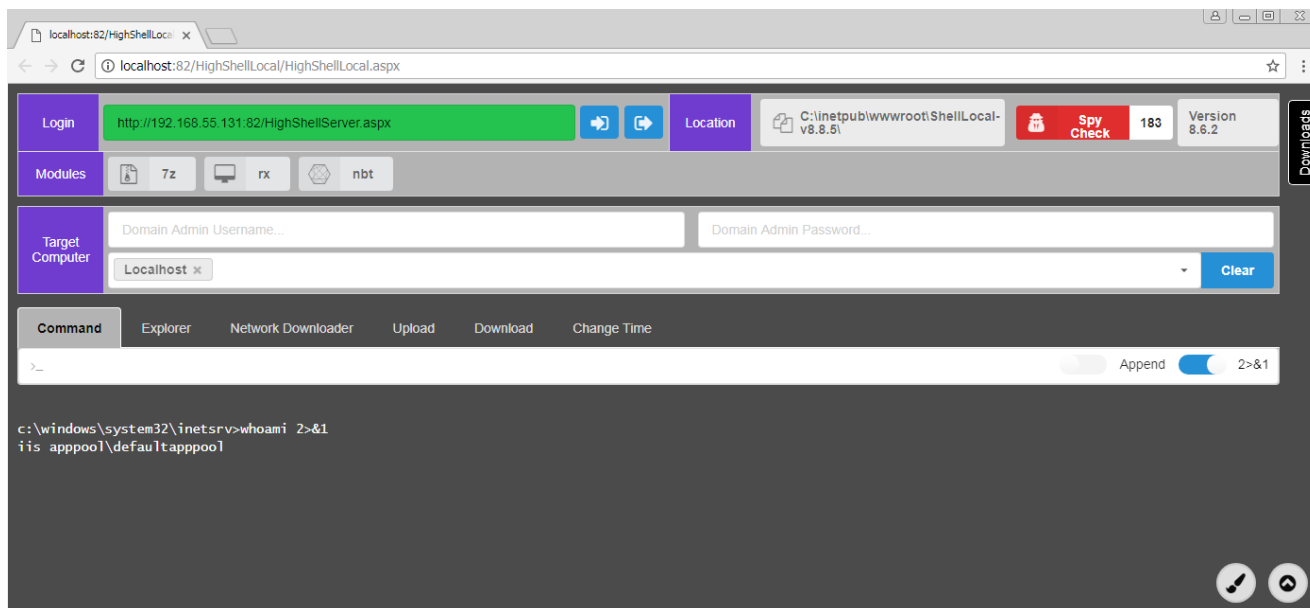 localhost:82/HighShellLocal
localhost:82/HighShellLocal/HighShellLocal.aspx
Login
http://192.168.55.131:82/HighShellServer.aspx
Location
C:\inetpub\wwwroot\ShellLocal-
v8.8.5\
Spy
Check
183
Version
8.6.2
Downloads
Modules
7z
rx
nbt
Target
Computer
Domain Admin Username...
Domain Admin Password...
Localhost
Clear
Command Explorer Network Downloader Upload Download Change Time
>_
Append
2>&1
c:\windows\system32\inetsrv>whoami 2>&1
iis apppool\defaultapppool